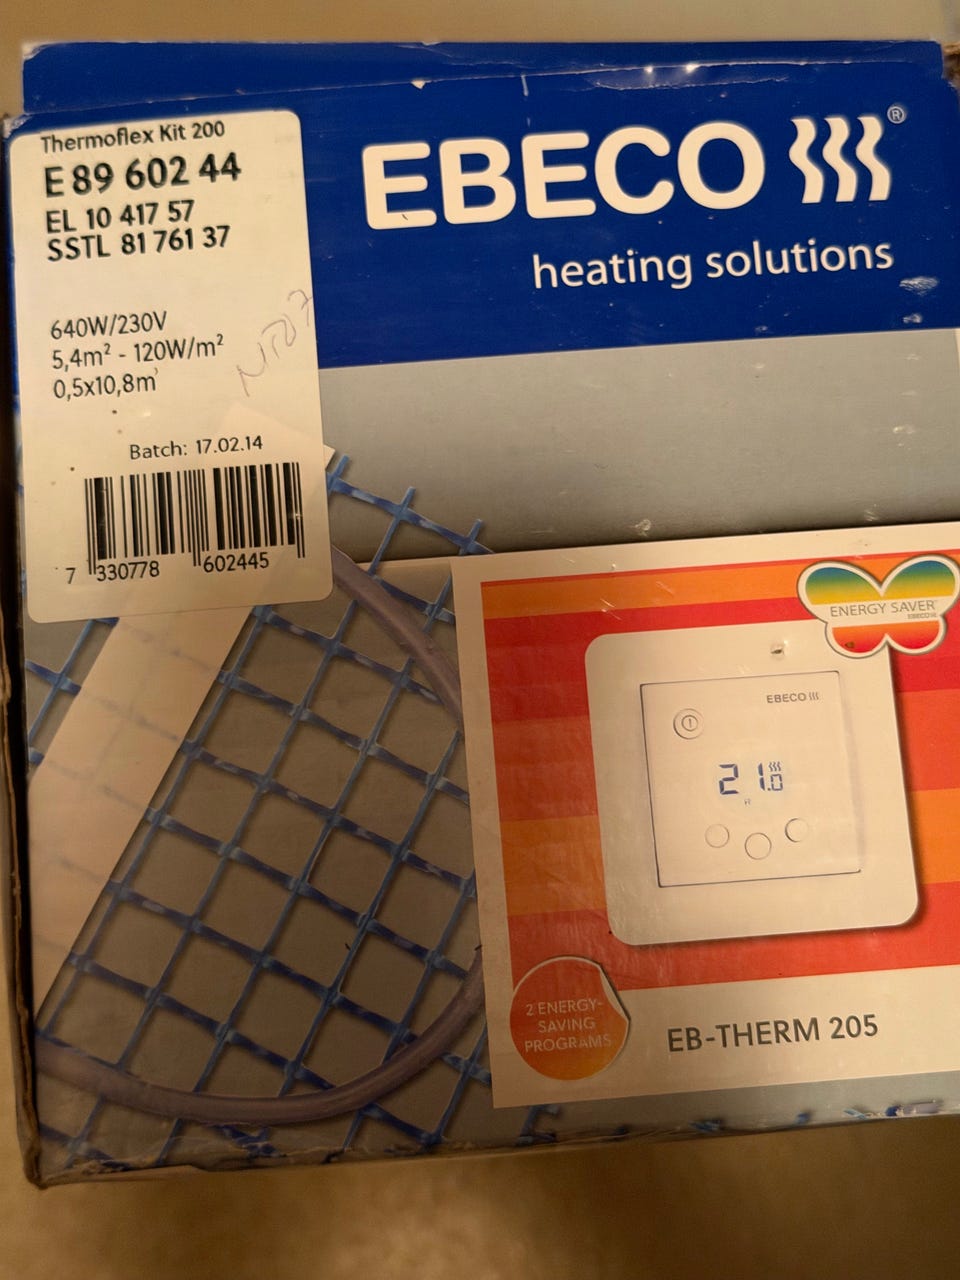 Thermoflex Kit 200
E 89 602 44
EL 10 417 57
SSTL 81 761 37
640W/230V
5,4m² - 120W/m²
0,5x10,8m
Batch: 17.02.14
7 330778 602445
EBECO ®
heating solutions
ENERGY SAVER™
EBECO
EBECO
21.0
2 ENERGY-
SAVING
PROGRAMS
EB-THERM 205